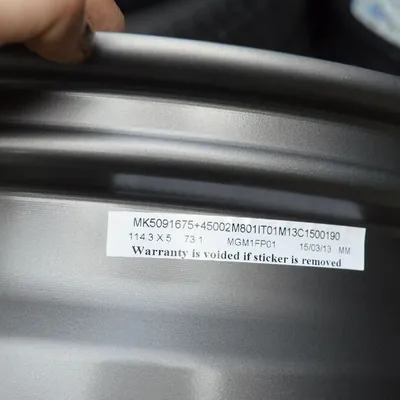 MK5091675+45002M801IT01M13C1500190
114.3 X 5 73.1 MGM1FP01 15/03/13 MM
Warranty is voided if sticker is removed